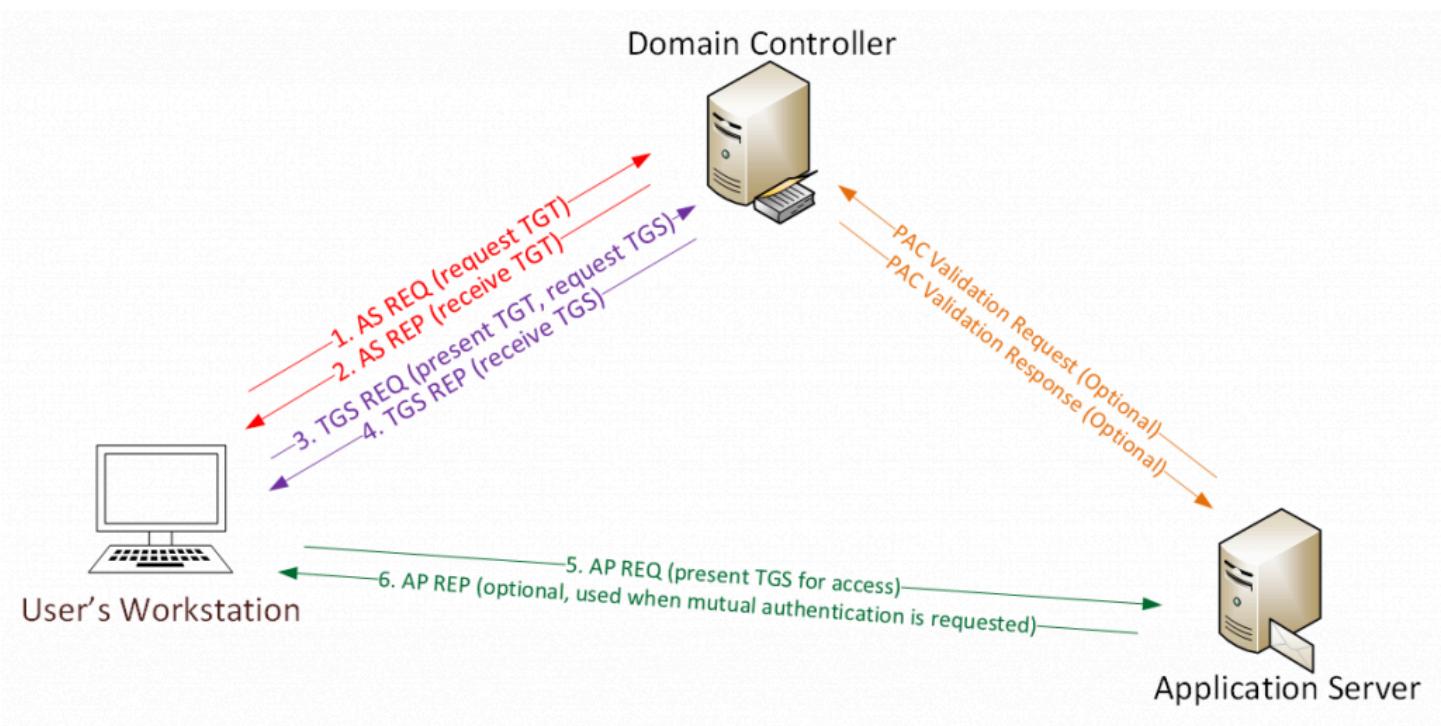 Domain Controller
1. AS REQ (request TGT)
2. AS REP (receive TGT)
3. TGS REQ (present TGT, request TGS)
4. TGS REP (receive TGS)
PAC Validation Request (Optional)
PAC Validation Response (Optional)
5. AP REQ (present TGS for access)
6. AP REP (optional, used when mutual authentication is requested)
User's Workstation
Application Server